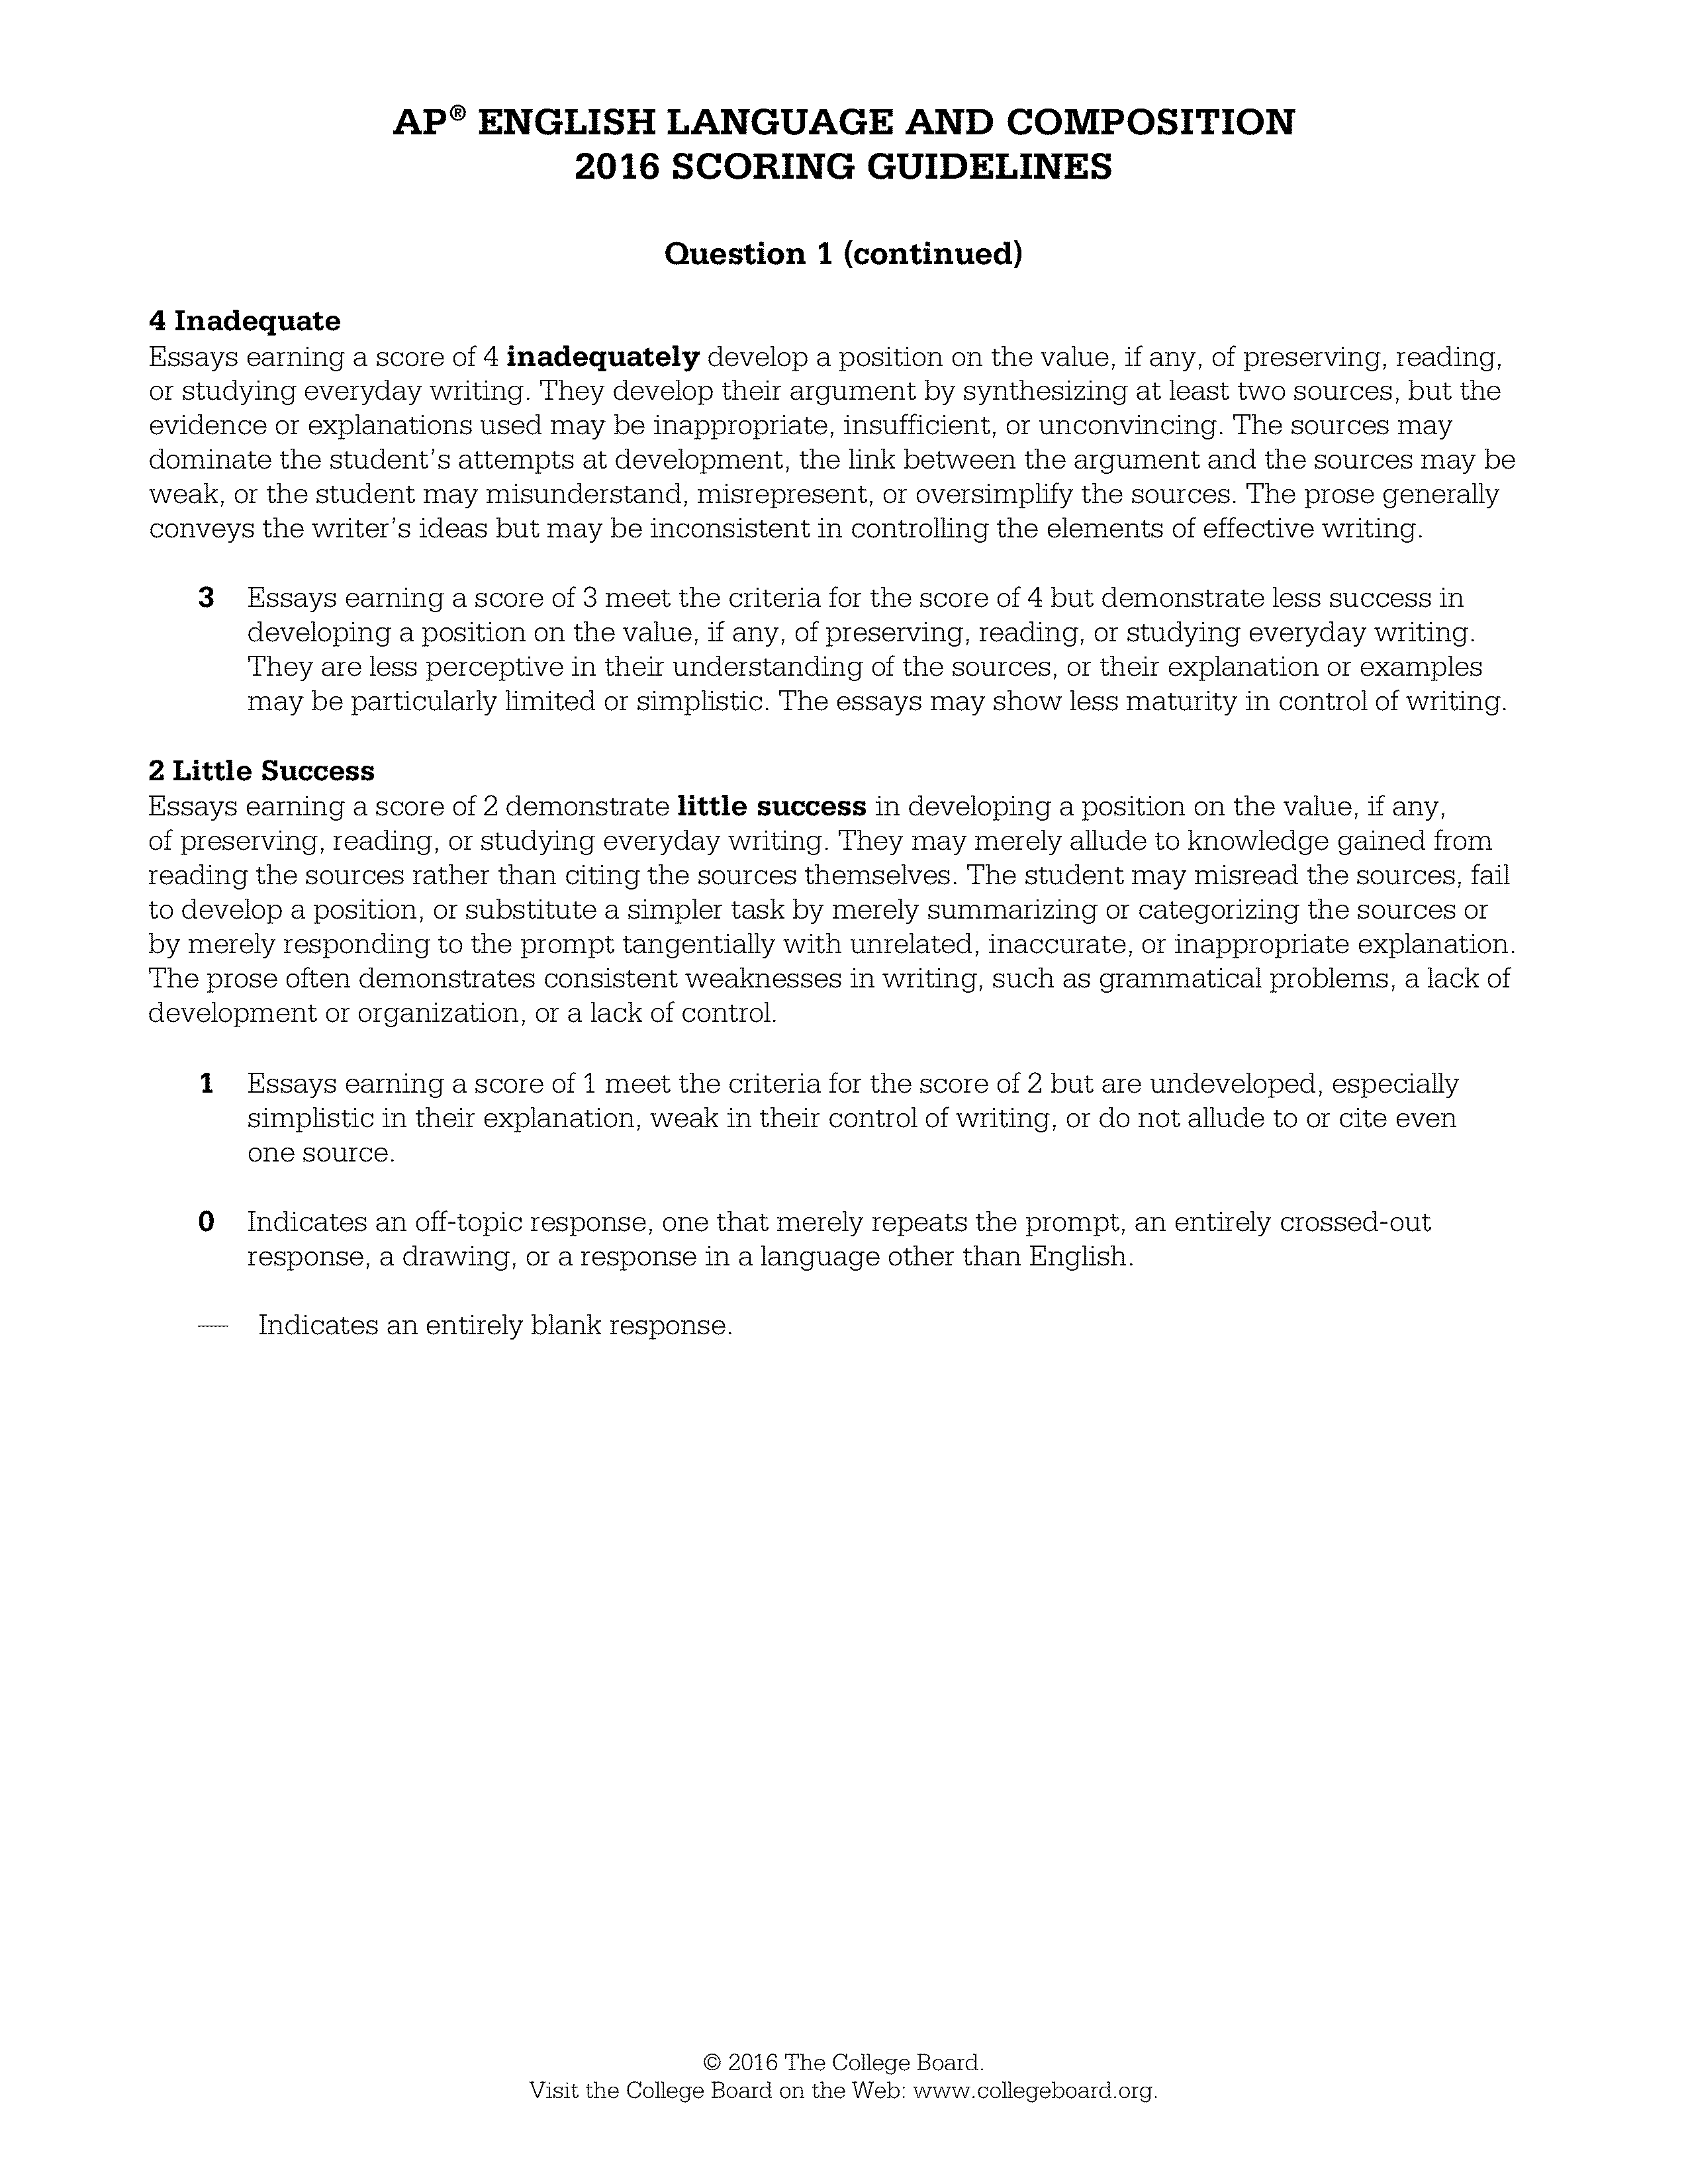 AP® ENGLISH LANGUAGE AND COMPOSITION
2016 SCORING GUIDELINES
Question 1 (continued)
4 Inadequate
Essays earning a score of 4 inadequately develop a position on the value, if any, of preserving, reading,
or studying everyday writing. They develop their argument by synthesizing at least two sources, but the
evidence or explanations used may be inappropriate, insufficient, or unconvincing. The sources may
dominate the student’s attempts at development, the link between the argument and the sources may be
weak, or the student may misunderstand, misrepresent, or oversimplify the sources. The prose generally
conveys the writer’s ideas but may be inconsistent in controlling the elements of effective writing.
3 Essays earning a score of 3 meet the criteria for the score of 4 but demonstrate less success in
developing a position on the value, if any, of preserving, reading, or studying everyday writing.
They are less perceptive in their understanding of the sources, or their explanation or examples
may be particularly limited or simplistic. The essays may show less maturity in control of writing.
2 Little Success
Essays earning a score of 2 demonstrate little success in developing a position on the value, if any,
of preserving, reading, or studying everyday writing. They may merely allude to knowledge gained from
reading the sources rather than citing the sources themselves. The student may misread the sources, fail
to develop a position, or substitute a simpler task by merely summarizing or categorizing the sources or
by merely responding to the prompt tangentially with unrelated, inaccurate, or inappropriate explanation.
The prose often demonstrates consistent weaknesses in writing, such as grammatical problems, a lack of
development or organization, or a lack of control.
1 Essays earning a score of 1 meet the criteria for the score of 2 but are undeveloped, especially
simplistic in their explanation, weak in their control of writing, or do not allude to or cite even
one source.
0 Indicates an off-topic response, one that merely repeats the prompt, an entirely crossed-out
response, a drawing, or a response in a language other than English.
— Indicates an entirely blank response.
© 2016 The College Board.
Visit the College Board on the Web: www.collegeboard.org.